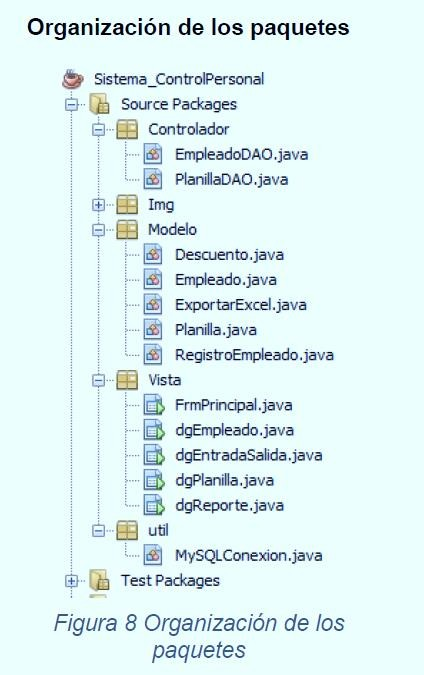 Organización de los paquetes
Sistema_ControlPersonal
Source Packages
Controlador
EmpleadoDAO.java
PlanillaDAO.java
Img
Modelo
Descuento.java
Empleado.java
ExportarExcel.java
Planilla.java
RegistroEmpleado.java
Vista
FrmPrincipal.java
dgEmpleado.java
dgEntradaSalida.java
dgPlanilla.java
dgReporte.java
util
MySQLConexion.java
Test Packages
Figura 8 Organización de los
paquetes